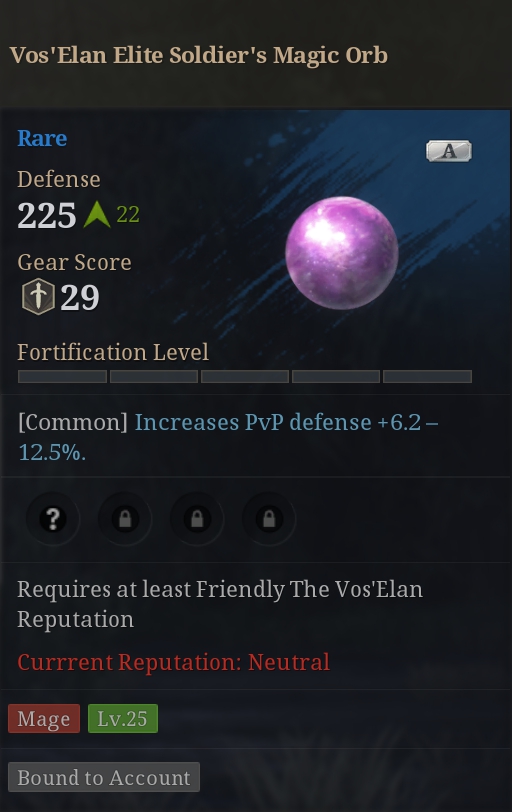 Vos'Elan Elite Soldier's Magic Orb
Rare
A
Defense
225 22
Gear Score
29
Fortification Level
[Common] Increases PvP defense +6.2 –
12.5%.
?
Requires at least Friendly The Vos'Elan
Reputation
Currrent Reputation: Neutral
Mage Lv.25
Bound to Account